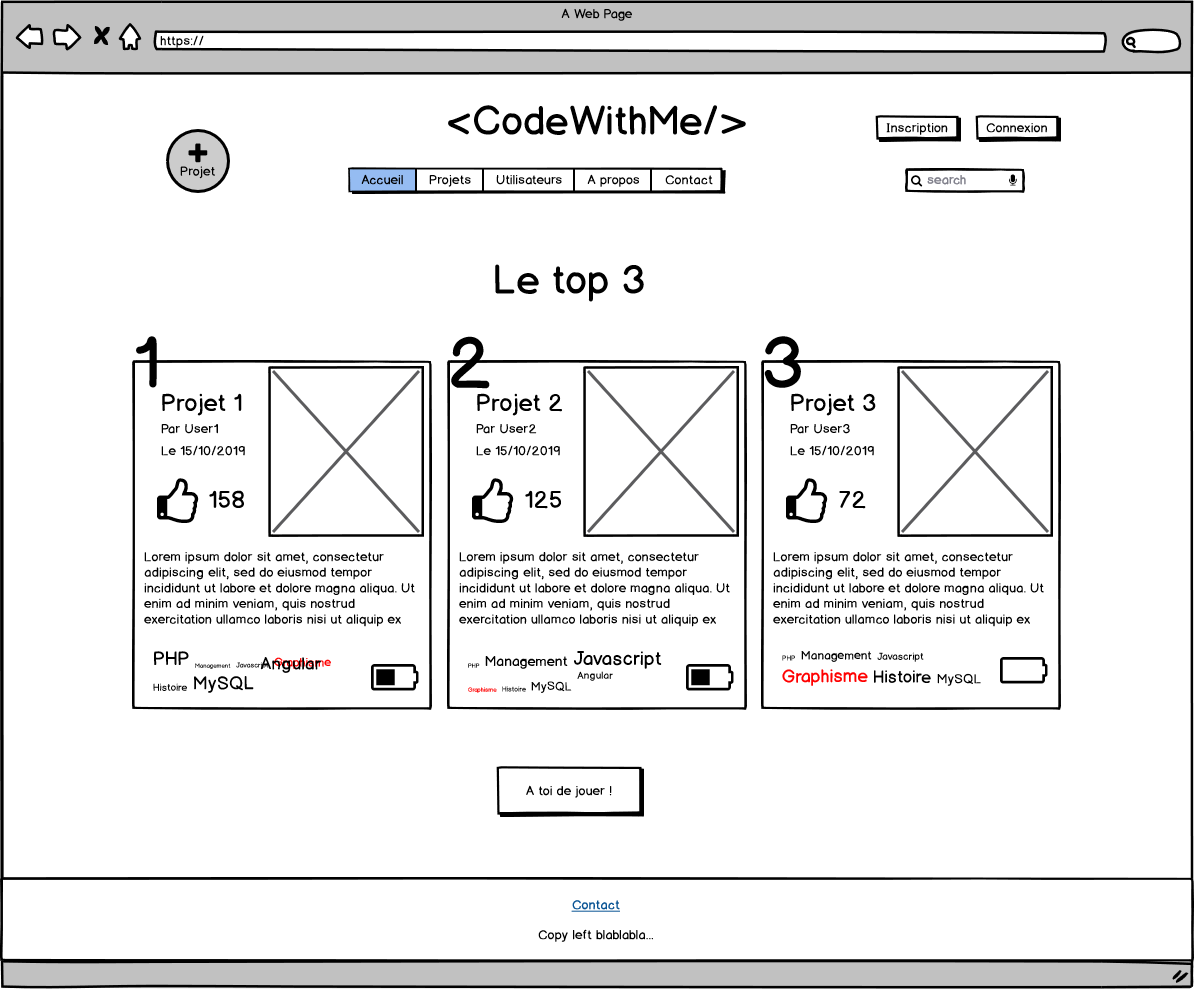 A Web Page
https://
<CodeWithMe/>
Inscription Connexion
Projet
Accueil Projets Utilisateurs A propos Contact
search
Le top 3
1
Projet 1
Par User1
Le 15/10/2019
158
Lorem ipsum dolor sit amet, consectetur
adipiscing elit, sed do eiusmod tempor
incididunt ut labore et dolore magna aliqua. Ut
enim ad minim veniam, quis nostrud
exercitation ullamco laboris nisi ut aliquip ex
PHP Management Javascript Angular Graphisme
Histoire MySQL
2
Projet 2
Par User2
Le 15/10/2019
125
Lorem ipsum dolor sit amet, consectetur
adipiscing elit, sed do eiusmod tempor
incididunt ut labore et dolore magna aliqua. Ut
enim ad minim veniam, quis nostrud
exercitation ullamco laboris nisi ut aliquip ex
PHP Management Javascript
Angular
Graphisme Histoire MySQL
3
Projet 3
Par User3
Le 15/10/2019
72
Lorem ipsum dolor sit amet, consectetur
adipiscing elit, sed do eiusmod tempor
incididunt ut labore et dolore magna aliqua. Ut
enim ad minim veniam, quis nostrud
exercitation ullamco laboris nisi ut aliquip ex
PHP Management Javascript
Graphisme Histoire MySQL
A toi de jouer !
Contact
Copy left blablabla...